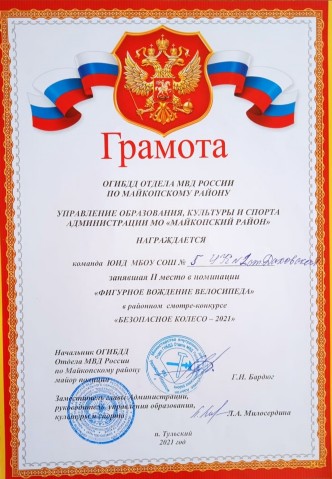 Грамота
ОГИБДД ОТДЕЛА МВД РОССИИ
ПО МАЙКОПСКОМУ РАЙОНУ
УПРАВЛЕНИЕ ОБРАЗОВАНИЯ, КУЛЬТУРЫ И СПОРТА
АДМИНИСТРАЦИИ МО «МАЙКОПСКИЙ РАЙОН»
НАГРАЖДАЕТСЯ
команда ЮИД МБОУ СОШ № 5
занявшая II место в номинации
«ФИГУРНОЕ ВОЖДЕНИЕ ВЕЛОСИПЕДА»
в районном смотре-конкурсе
«БЕЗОПАСНОЕ КОЛЕСО – 2021»
Начальник ОГИБДД
Отдела МВД России
по Майкопскому району
майор полиции
Г.Н. Бардюг
Заместитель главы администрации,
руководитель управления образования,
культуры и спорта
Л.А. Милосердина
п. Тульский
2021 год